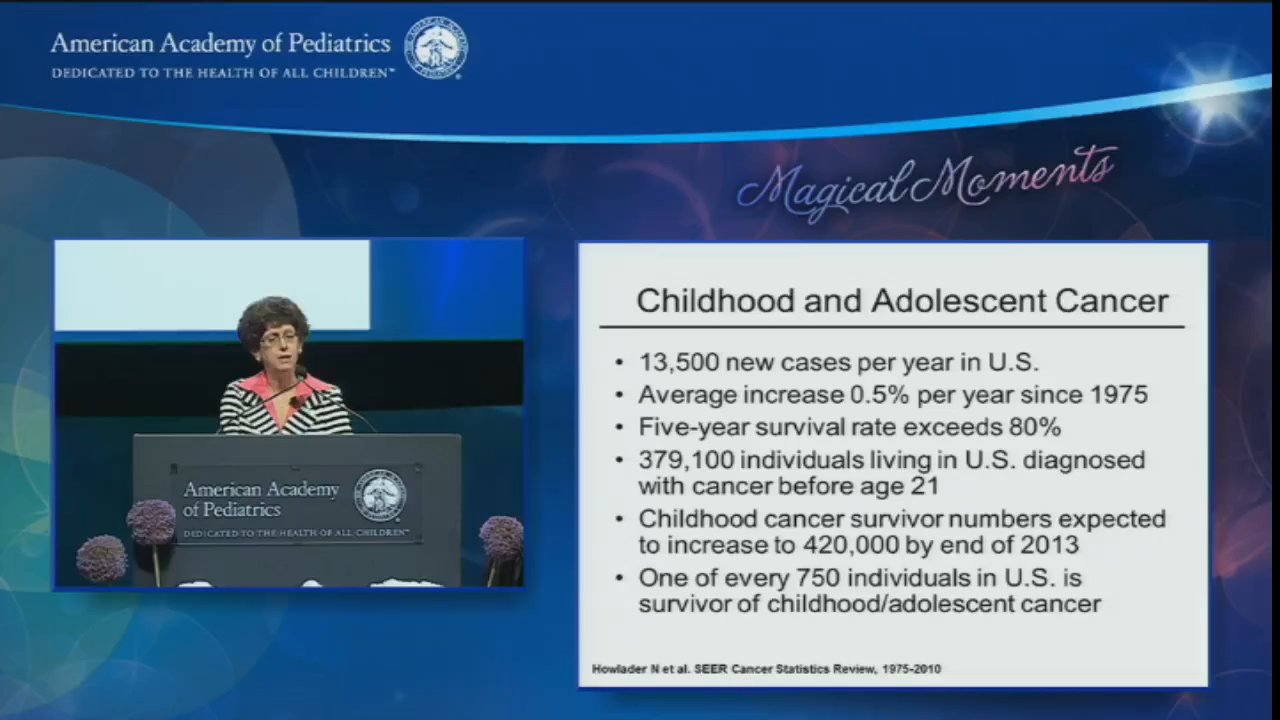 American Academy of Pediatrics
DEDICATED TO THE HEALTH OF ALL CHILDREN™
Magical Moments
Childhood and Adolescent Cancer
• 13,500 new cases per year in U.S.
• Average increase 0.5% per year since 1975
• Five-year survival rate exceeds 80%
• 379,100 individuals living in U.S. diagnosed
with cancer before age 21
• Childhood cancer survivor numbers expected
to increase to 420,000 by end of 2013
• One of every 750 individuals in U.S. is
survivor of childhood/adolescent cancer
Howlader N et al. SEER Cancer Statistics Review, 1975-2010
American Academy
of Pediatrics
DEDICATED TO THE HEALTH OF ALL CHILDREN™